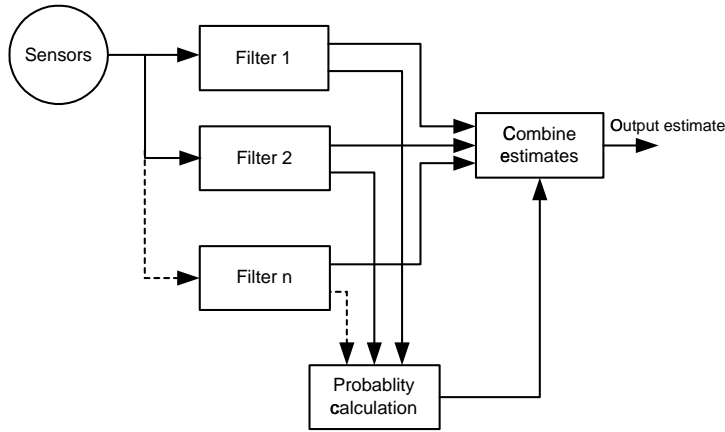 Sensors
Filter 1
Filter 2
Filter n
Combine
estimates
Output estimate
Probablity
calculation